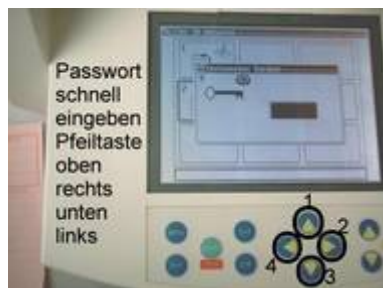 Passwort
schnell
eingeben
Pfeiltaste
oben
rechts
unten
links
1
2
4
3